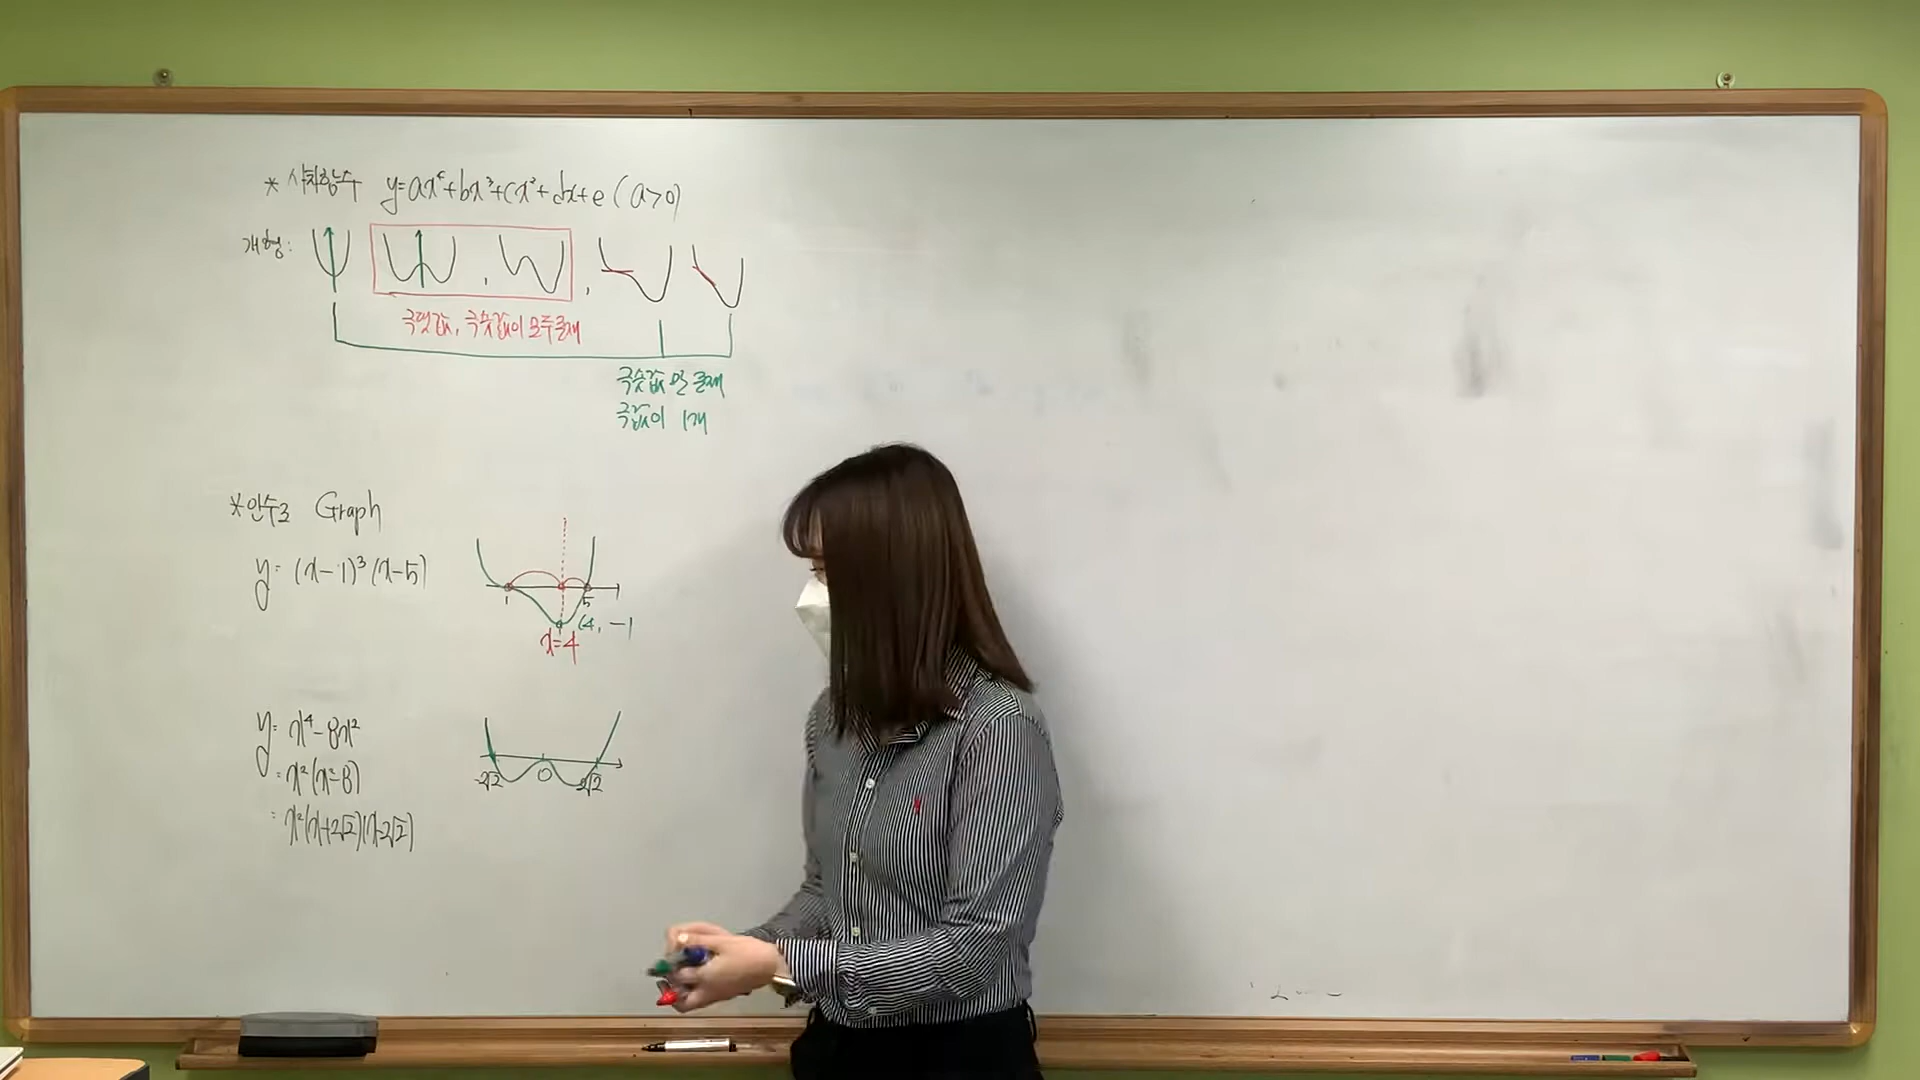 * 사차함수 y=ax⁴+bx³+cx²+dx+e (a>0)
개형:
극댓값, 극솟값이 모두 존재
극솟값만 존재
극값이 1개
*인수 Graph
y=(x-1)³(x-5)
1
5
(4, -1
x=4
y=x⁴-8x²
=x²(x²-8)
=x²(x+2√2)(x-2√2)
-2√2 0 2√2